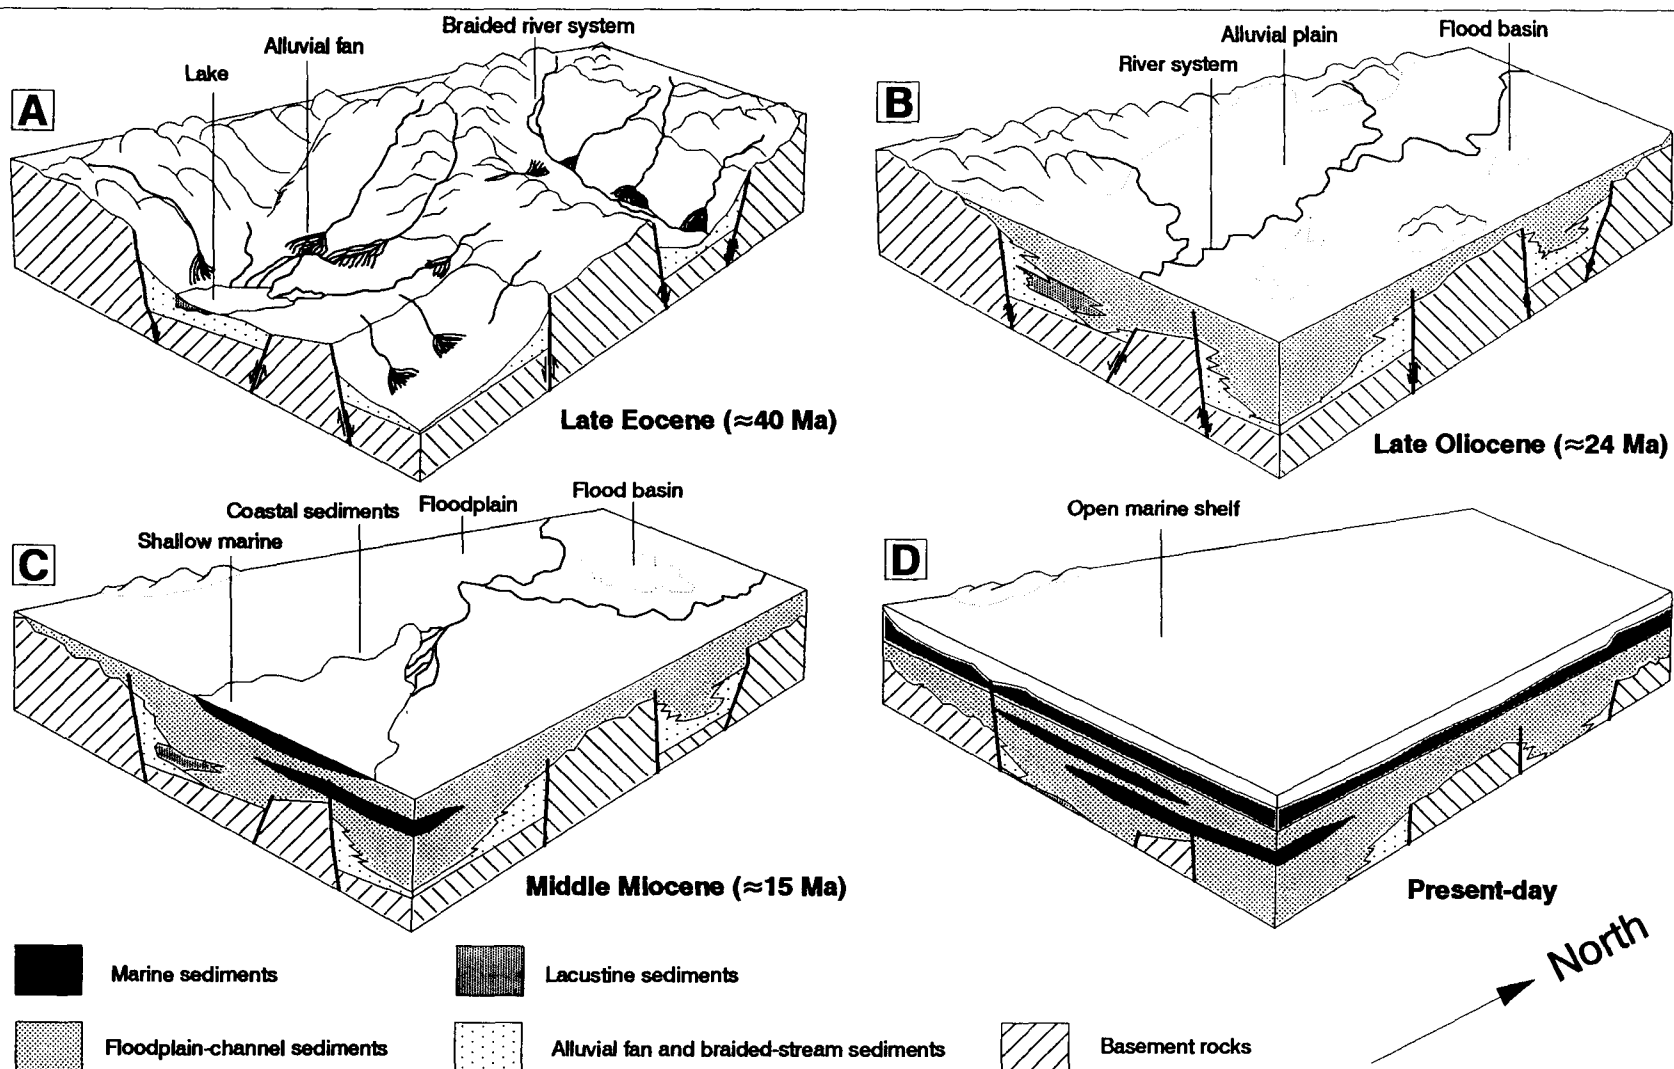 A
Lake
Alluvial fan
Braided river system
Late Eocene (≈40 Ma)
B
River system
Alluvial plain
Flood basin
Late Oliocene (≈24 Ma)
C
Shallow marine
Coastal sediments
Floodplain
Flood basin
Middle Miocene (≈15 Ma)
D
Open marine shelf
Present-day
North
Marine sediments
Lacustine sediments
Floodplain-channel sediments
Alluvial fan and braided-stream sediments
Basement rocks